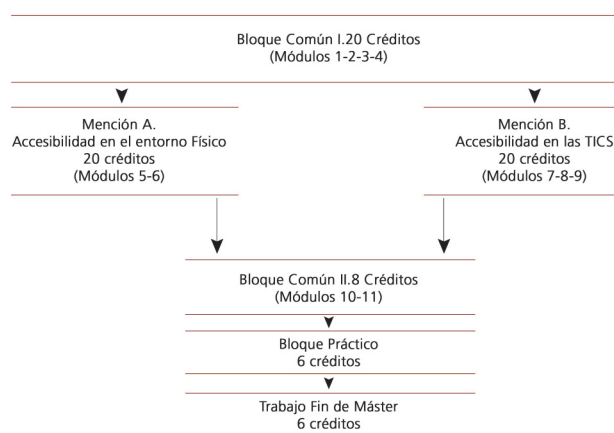 Bloque Común I.20 Créditos
(Módulos 1-2-3-4)
Mención A.
Accesibilidad en el entorno Físico
20 créditos
(Módulos 5-6)
Mención B.
Accesibilidad en las TICS
20 créditos
(Módulos 7-8-9)
Bloque Común II.8 Créditos
(Módulos 10-11)
Bloque Práctico
6 créditos
Trabajo Fin de Máster
6 créditos